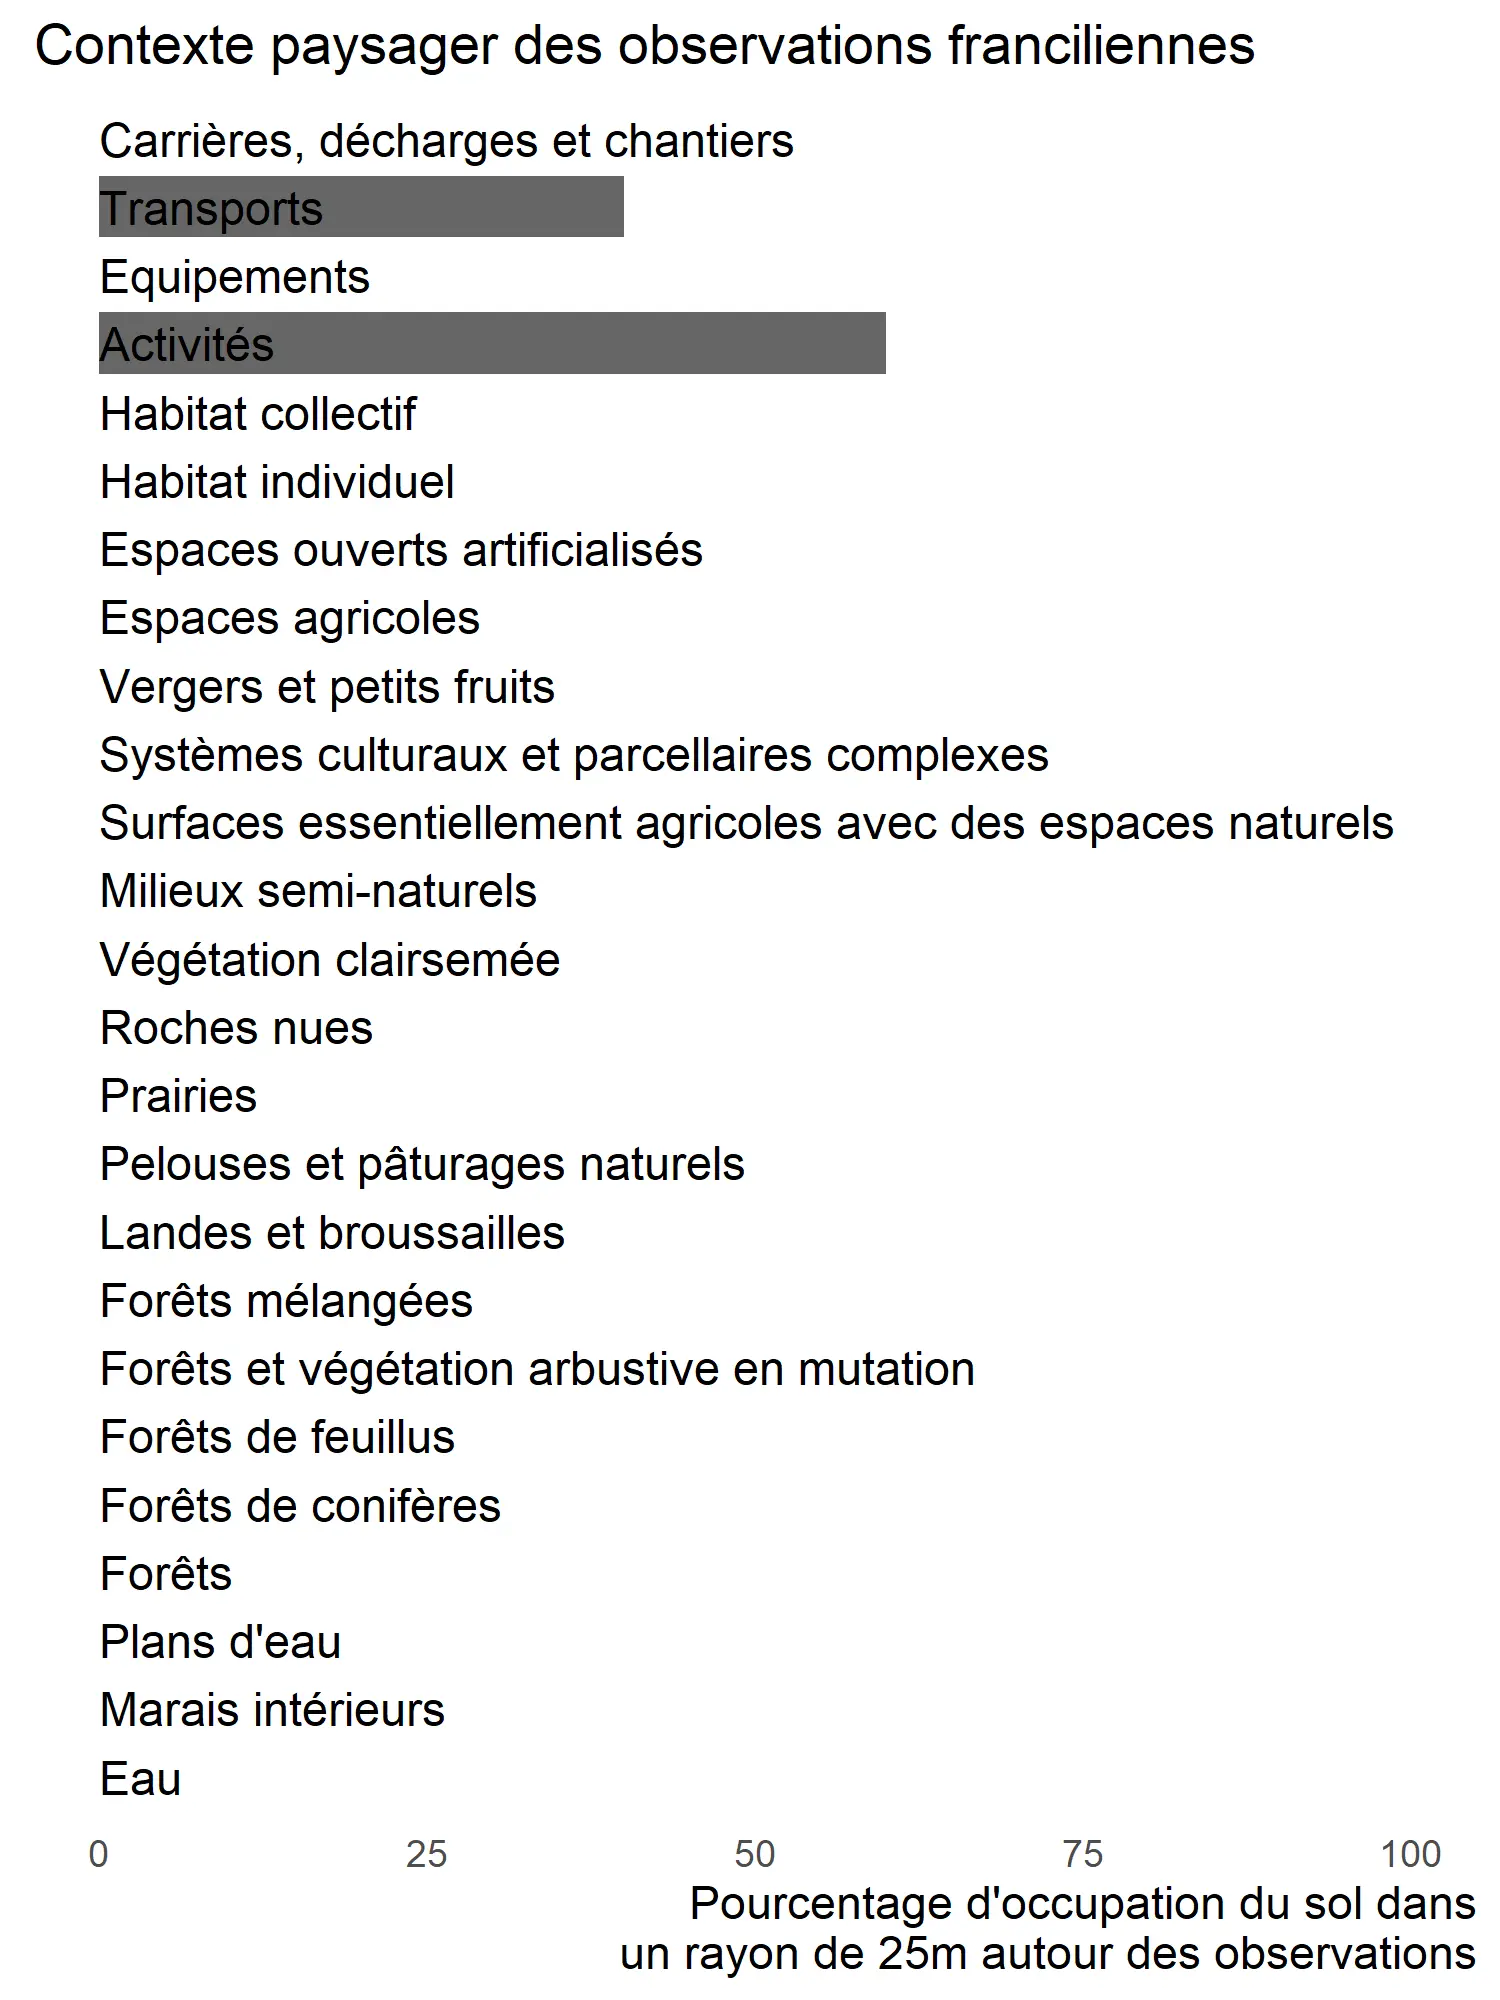 Contexte paysager des observations franciliennes
Carrières, décharges et chantiers
Transports
Equipements
Activités
Habitat collectif
Habitat individuel
Espaces ouverts artificialisés
Espaces agricoles
Vergers et petits fruits
Systèmes culturaux et parcellaires complexes
Surfaces essentiellement agricoles avec des espaces naturels
Milieux semi-naturels
Végétation clairsemée
Roches nues
Prairies
Pelouses et pâturages naturels
Landes et broussailles
Forêts mélangées
Forêts et végétation arbustive en mutation
Forêts de feuillus
Forêts de conifères
Forêts
Plans d'eau
Marais intérieurs
Eau
0 25 50 75 100
Pourcentage d'occupation du sol dans
un rayon de 25m autour des observations